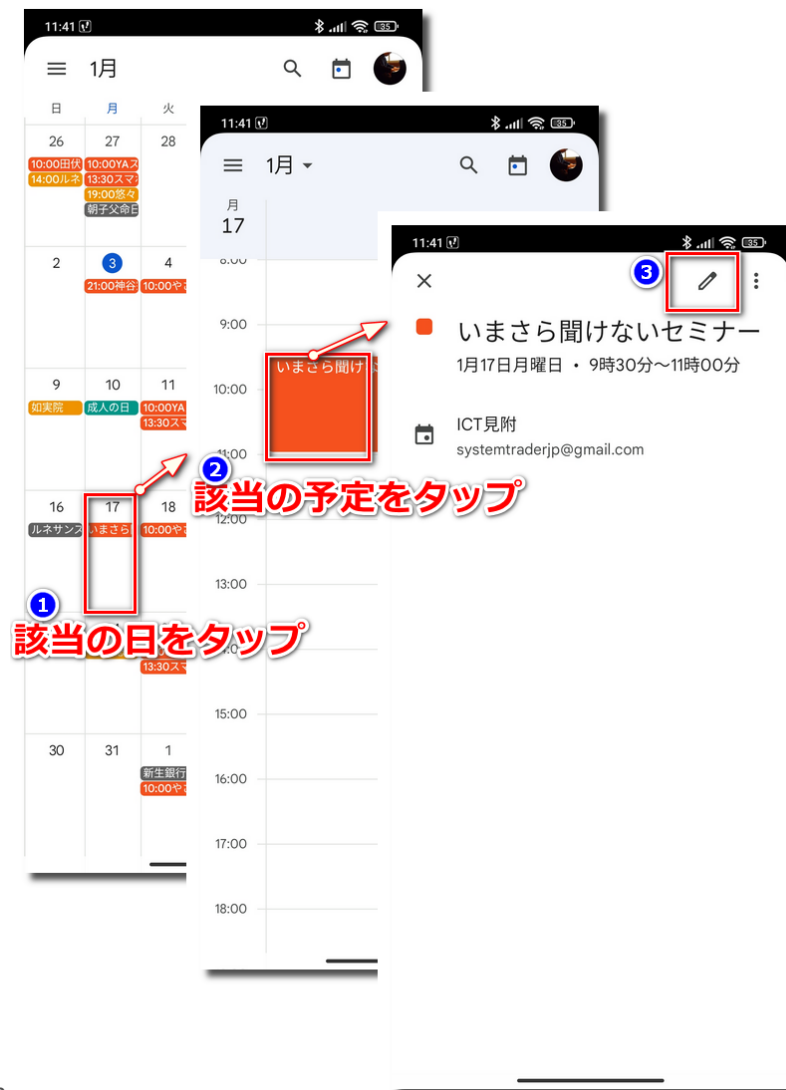 11:41
35
1月
日 月 火
26 27 28
10:00田伏 10:00YAス
14:00ルネ 13:30スマ
19:00悠々
朝子父命日
2 3 4
21:00神谷 10:00やさ
9 10 11
如実院 成人の日 10:00YA
13:30スマ
16 17 18
ルネサンス いまさら 10:00やさ
1
該当の日をタップ
13:30スマ
30 31 1
新生銀行
10:00やさ
11:41
35
1月
月
17
8:00
9:00
いまさら聞けな
10:00
11:00
2
該当の予定をタップ
12:00
13:00
15:00
16:00
17:00
18:00
11:41
35
3
いまさら聞けないセミナー
1月17日月曜日 · 9時30分～11時00分
ICT見附
systemtraderjp@gmail.com